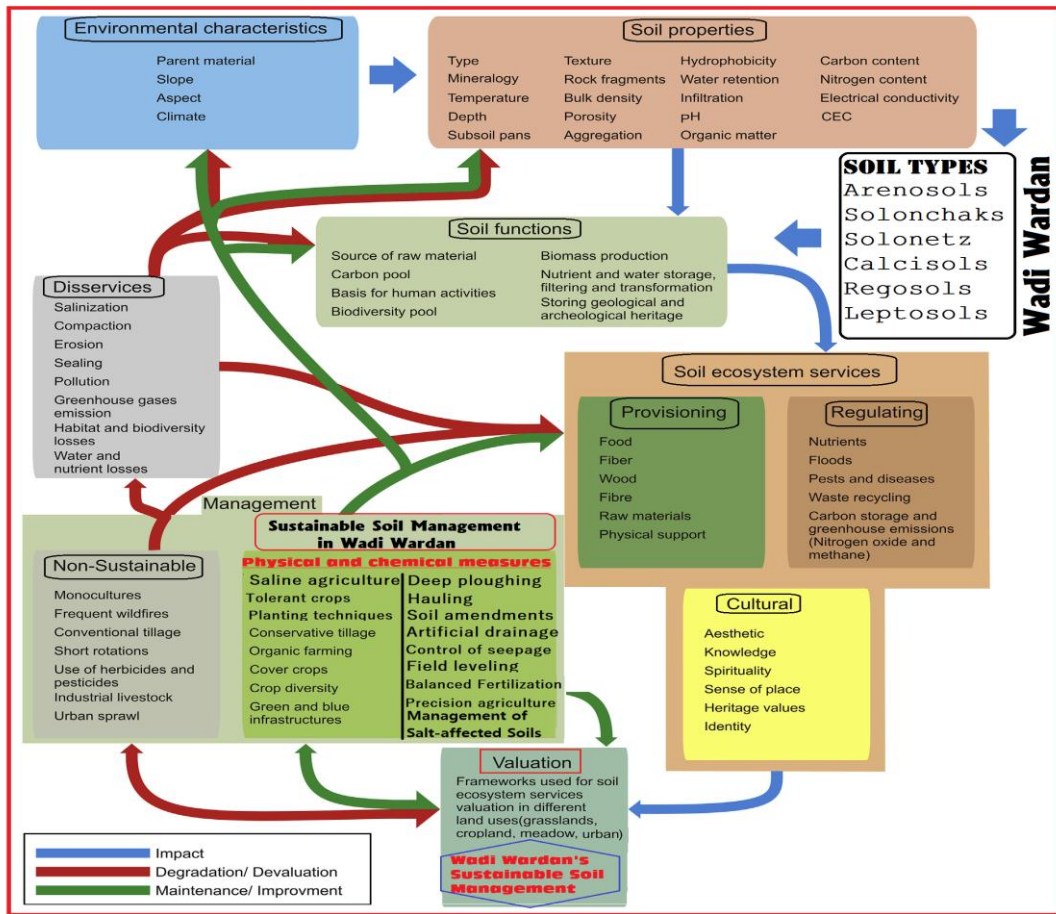 Environmental characteristics
Parent material
Slope
Aspect
Climate
Soil properties
Type
Mineralogy
Temperature
Depth
Subsoil pans
Texture
Rock fragments
Bulk density
Porosity
Aggregation
Hydrophobicity
Water retention
Infiltration
pH
Organic matter
Carbon content
Nitrogen content
Electrical conductivity
CEC
SOIL TYPES
Arenosols
Solonchaks
Solonetz
Calcisols
Regosols
Leptosols
Wadi Wardan
Soil functions
Source of raw material
Carbon pool
Basis for human activities
Biodiversity pool
Biomass production
Nutrient and water storage,
filtering and transformation
Storing geological and
archeological heritage
Disservices
Salinization
Compaction
Erosion
Sealing
Pollution
Greenhouse gases
emission
Habitat and biodiversity
losses
Water and
nutrient losses
Soil ecosystem services
Provisioning
Food
Fiber
Wood
Fibre
Raw materials
Physical support
Regulating
Nutrients
Floods
Pests and diseases
Waste recycling
Carbon storage and
greenhouse emissions
(Nitrogen oxide and
methane)
Cultural
Aesthetic
Knowledge
Spirituality
Sense of place
Heritage values
Identity
Management
Non-Sustainable
Monocultures
Frequent wildfires
Conventional tillage
Short rotations
Use of herbicides and
pesticides
Industrial livestock
Urban sprawl
Sustainable Soil Management
in Wadi Wardan
Physical and chemical measures
Saline agriculture
Tolerant crops
Planting techniques
Conservative tillage
Organic farming
Cover crops
Crop diversity
Green and blue
infrastructures
Deep ploughing
Hauling
Soil amendments
Artificial drainage
Control of seepage
Field leveling
Balanced Fertilization
Precision agriculture
Management of
Salt-affected Soils
Valuation
Frameworks used for soil
ecosystem services
valuation in different
land uses(grasslands,
cropland, meadow, urban)
Wadi Wardan's
Sustainable Soil
Management
Impact
Degradation/ Devaluation
Maintenance/ Improvment